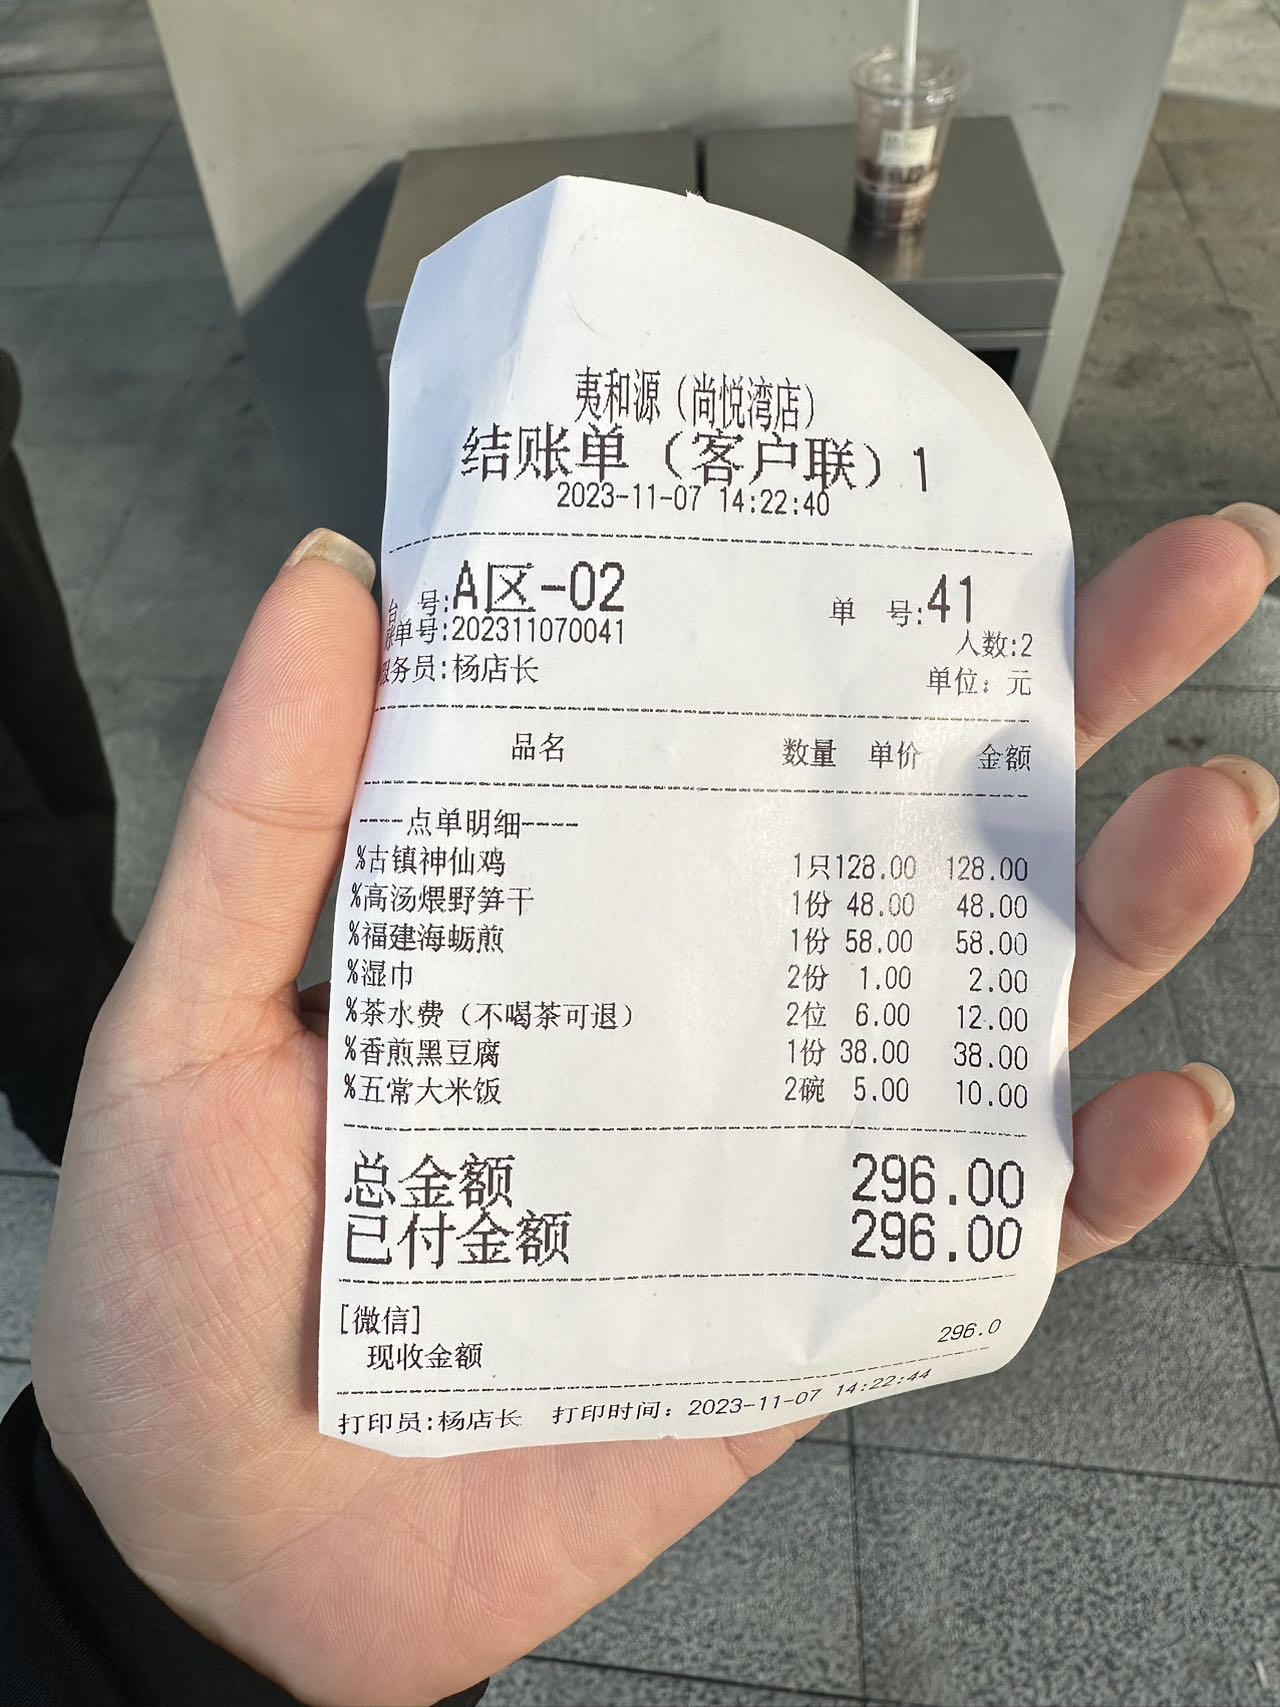 夷和源（尚悦湾店）
结账单（客户联）1
2023-11-07 14:22:40
台 号:A区-02 单 号:41
账单号:202311070041 人数:2
服务员:杨店长 单位：元
品名 数量 单价 金额
----点单明细----
%古镇神仙鸡 1只128.00 128.00
%高汤煨野笋干 1份 48.00 48.00
%福建海蛎煎 1份 58.00 58.00
%湿巾 2份 1.00 2.00
%茶水费（不喝茶可退） 2位 6.00 12.00
%香煎黑豆腐 1份 38.00 38.00
%五常大米饭 2碗 5.00 10.00
总金额 296.00
已付金额 296.00
[微信]
现收金额 296.0
打印员:杨店长 打印时间：2023-11-07 14:22:44